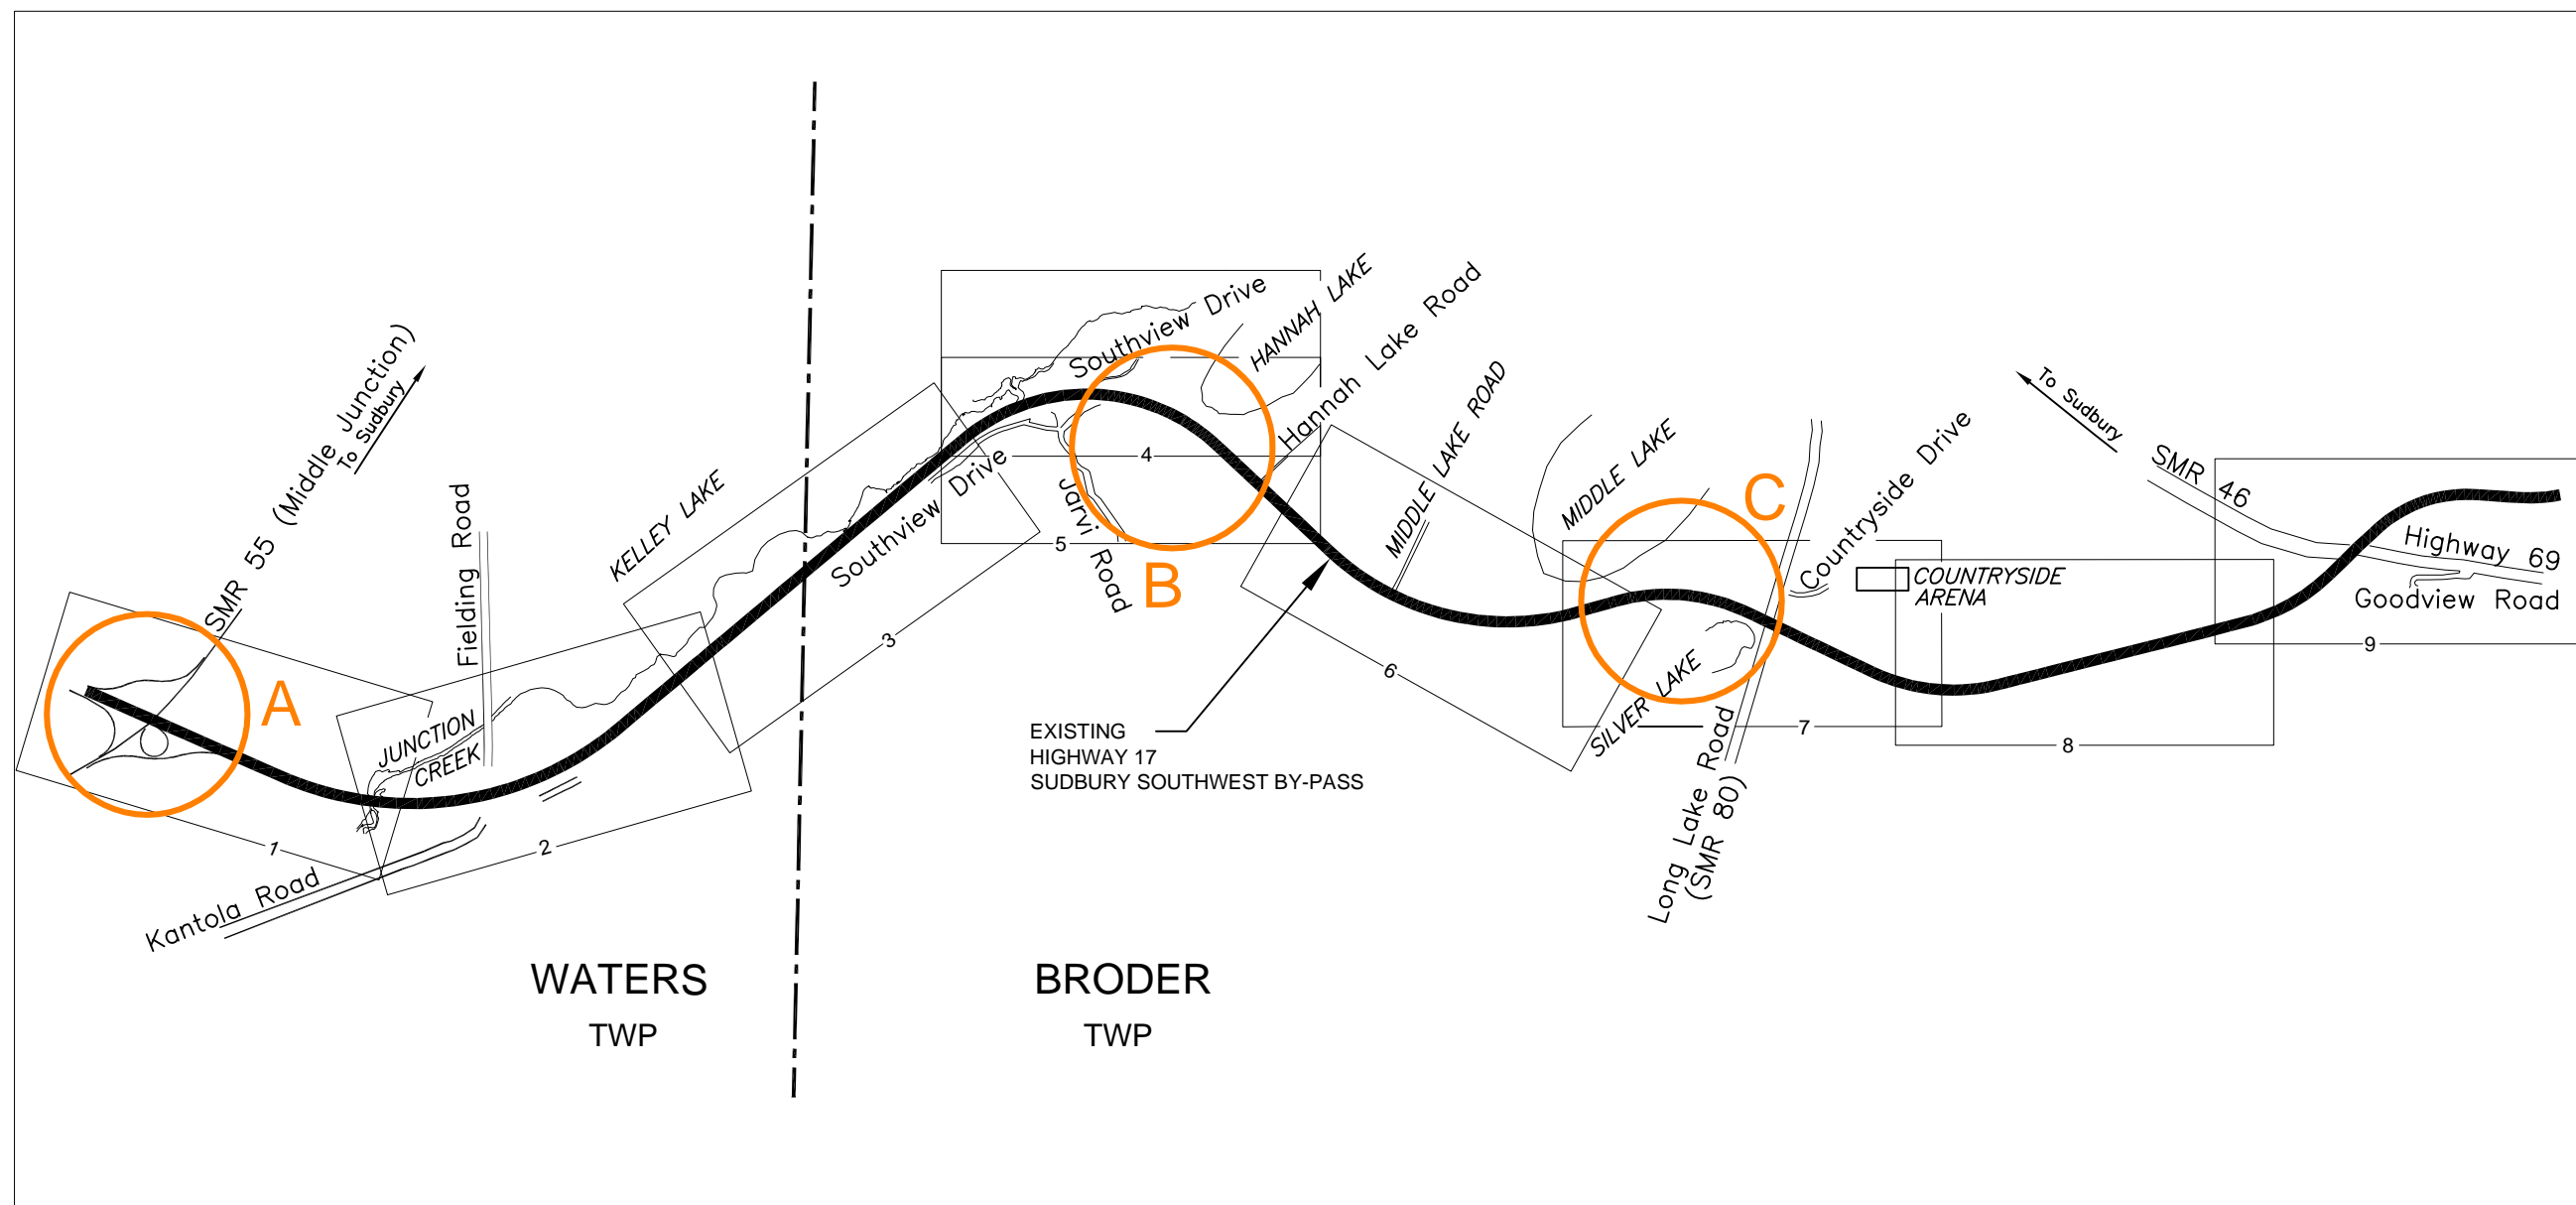 SMR 55 (Middle Junction)
To Sudbury
Fielding Road
KELLEY LAKE
JUNCTION
CREEK
Kantola Road
A
1
2
3
Southview Drive
Southview Drive
Southview Drive
HANNAH LAKE
Hannah Lake Road
Jarvi Road
4
5
B
MIDDLE LAKE ROAD
MIDDLE LAKE
6
EXISTING
HIGHWAY 17
SUDBURY SOUTHWEST BY-PASS
C
SILVER LAKE
Long Lake Road
(SMR 80)
Countryside Drive
COUNTRYSIDE
ARENA
7
8
To Sudbury
SMR 46
Highway 69
Goodview Road
9
WATERS
TWP
BRODER
TWP